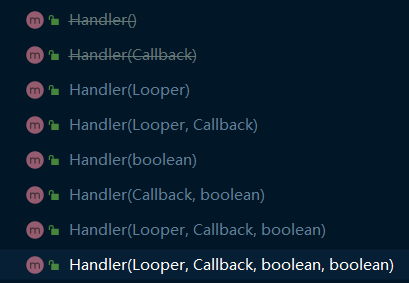 Handler()
Handler(Callback)
Handler(Looper)
Handler(Looper, Callback)
Handler(boolean)
Handler(Callback, boolean)
Handler(Looper, Callback, boolean)
Handler(Looper, Callback, boolean, boolean)